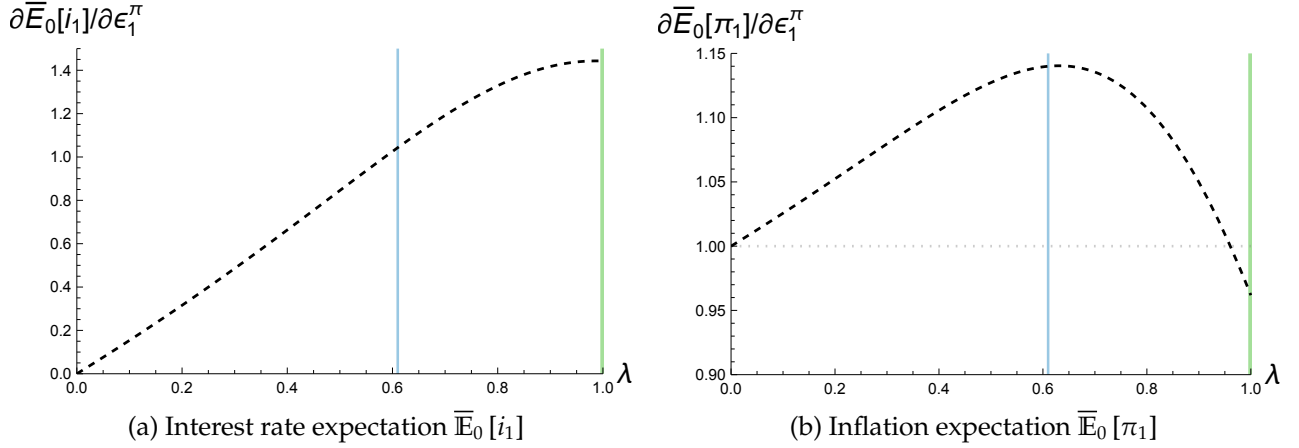 ∂Ē₀[i₁]/∂ϵ₁^π
1.4
1.2
1.0
0.8
0.6
0.4
0.2
0.0
0.0 0.2 0.4 0.6 0.8 1.0 λ
(a) Interest rate expectation 𝔼̅₀ [i₁]
∂Ē₀[π₁]/∂ϵ₁^π
1.15
1.10
1.05
1.00
0.95
0.90
0.0 0.2 0.4 0.6 0.8 1.0 λ
(b) Inflation expectation 𝔼̅₀ [π₁]